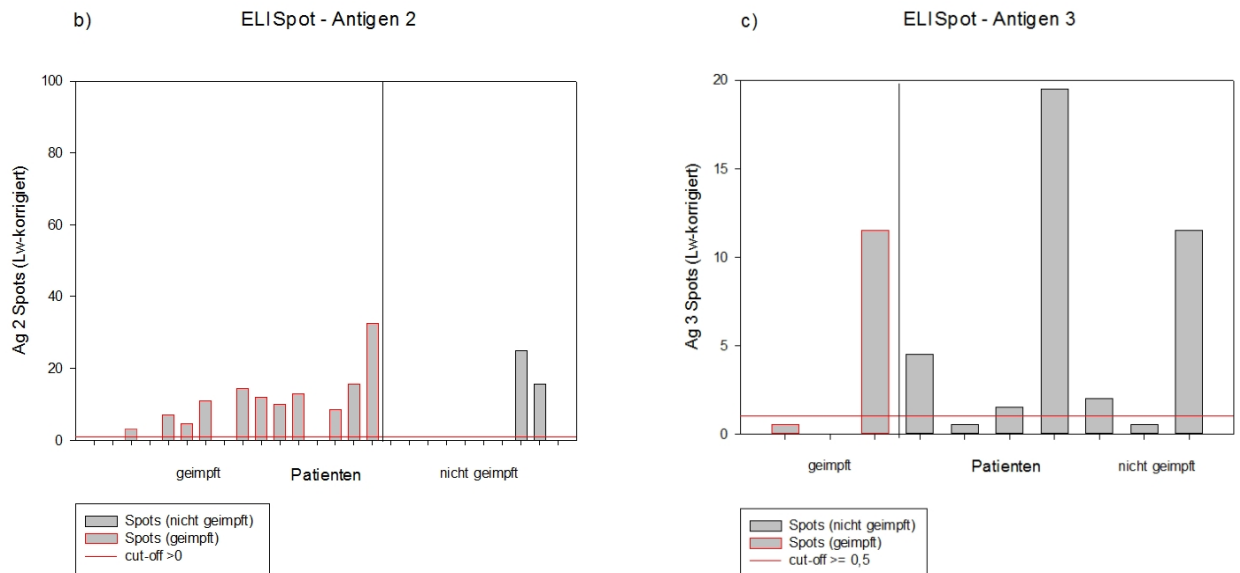 b)
ELISpot - Antigen 2
Ag 2 Spots (Lw-korrigiert)
100
80
60
40
20
0
geimpft
Patienten
nicht geimpft
Spots (nicht geimpft)
Spots (geimpft)
cut-off >0
c)
ELISpot - Antigen 3
Ag 3 Spots (Lw-korrigiert)
20
15
10
5
0
geimpft
Patienten
nicht geimpft
Spots (nicht geimpft)
Spots (geimpft)
cut-off >= 0,5